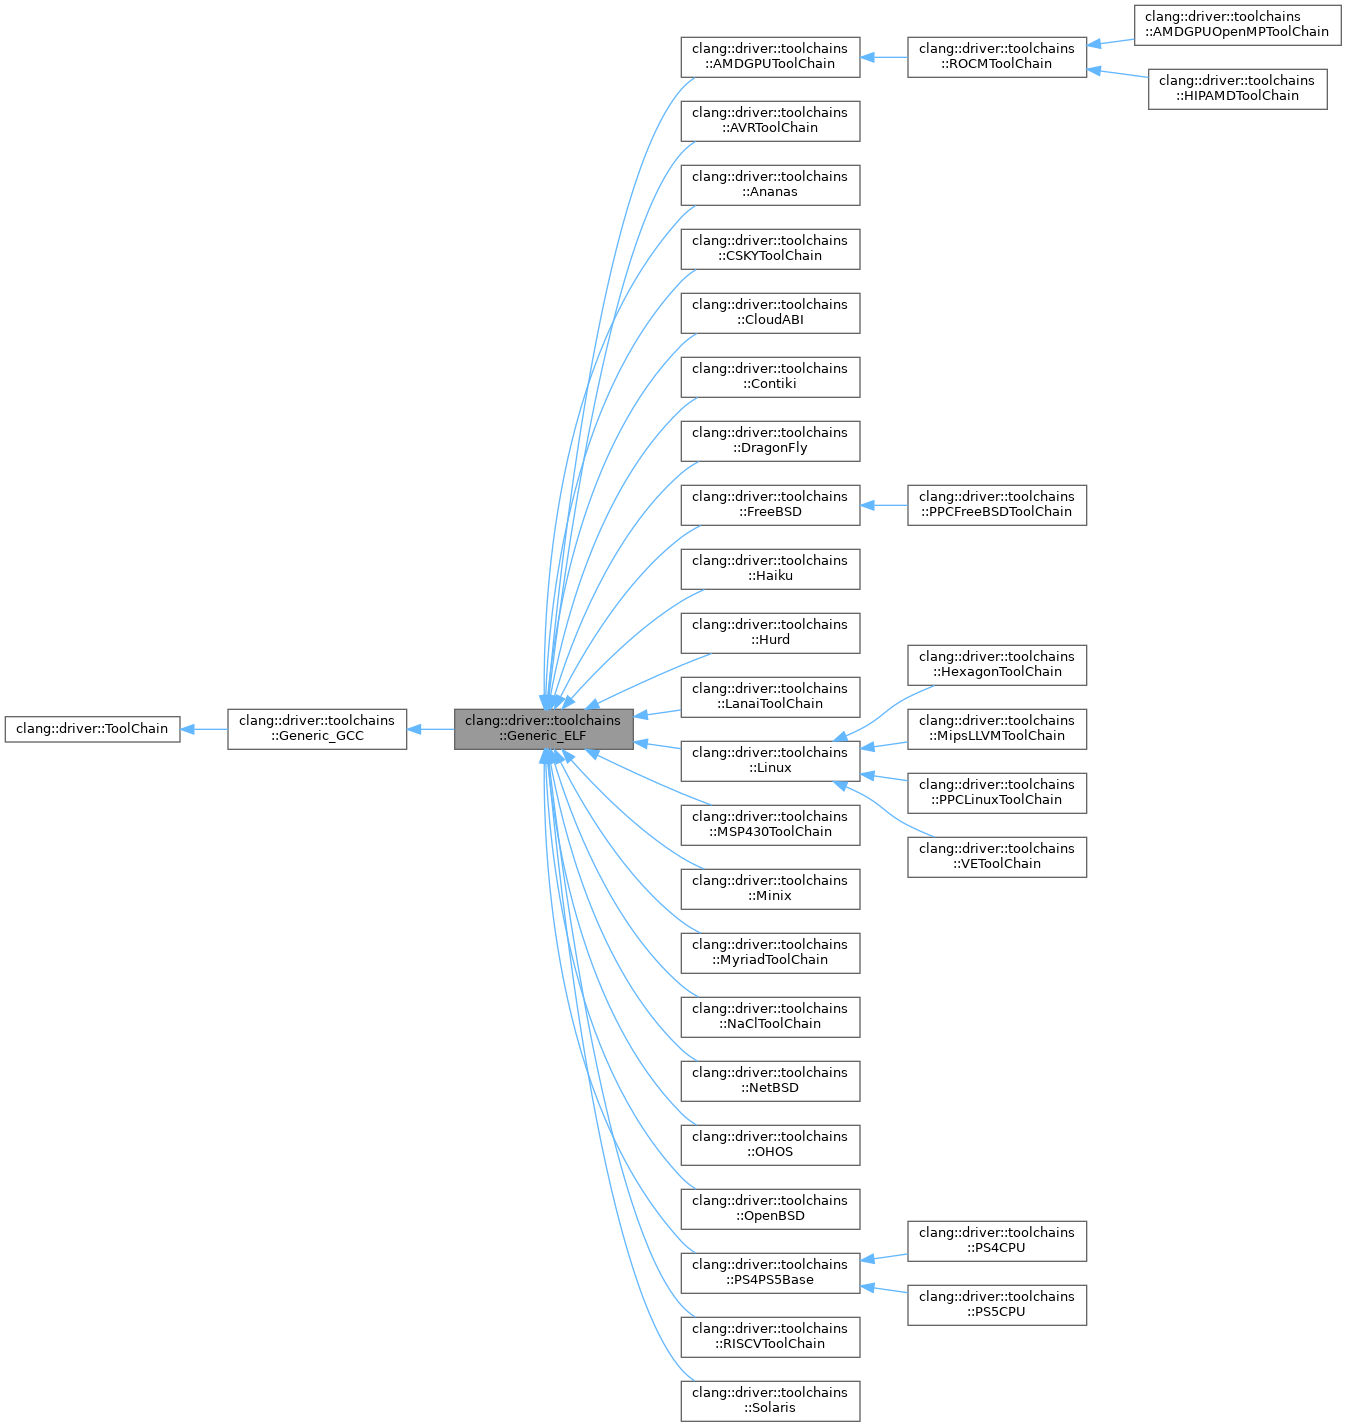 clang::driver::ToolChain
clang::driver::toolchains
::Generic_GCC
clang::driver::toolchains
::Generic_ELF
clang::driver::toolchains
::AMDGPUToolChain
clang::driver::toolchains
::AVRToolChain
clang::driver::toolchains
::Ananas
clang::driver::toolchains
::CSKYToolChain
clang::driver::toolchains
::CloudABI
clang::driver::toolchains
::Contiki
clang::driver::toolchains
::DragonFly
clang::driver::toolchains
::FreeBSD
clang::driver::toolchains
::Haiku
clang::driver::toolchains
::Hurd
clang::driver::toolchains
::LanaiToolChain
clang::driver::toolchains
::Linux
clang::driver::toolchains
::MSP430ToolChain
clang::driver::toolchains
::Minix
clang::driver::toolchains
::MyriadToolChain
clang::driver::toolchains
::NaClToolChain
clang::driver::toolchains
::NetBSD
clang::driver::toolchains
::OHOS
clang::driver::toolchains
::OpenBSD
clang::driver::toolchains
::PS4PS5Base
clang::driver::toolchains
::RISCVToolChain
clang::driver::toolchains
::Solaris
clang::driver::toolchains
::ROCMToolChain
clang::driver::toolchains
::PPCFreeBSDToolChain
clang::driver::toolchains
::HexagonToolChain
clang::driver::toolchains
::MipsLLVMToolChain
clang::driver::toolchains
::PPCLinuxToolChain
clang::driver::toolchains
::VEToolChain
clang::driver::toolchains
::PS4CPU
clang::driver::toolchains
::PS5CPU
clang::driver::toolchains
::AMDGPUOpenMPToolChain
clang::driver::toolchains
::HIPAMDToolChain